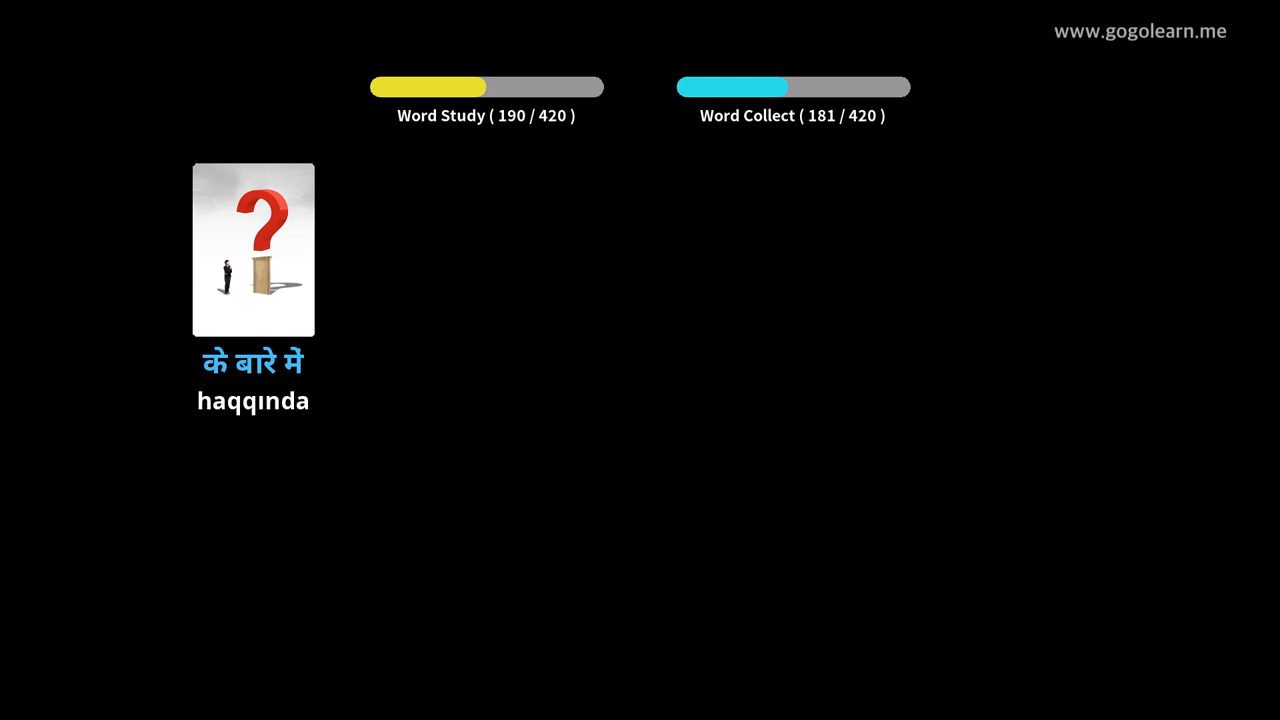 www.gogolearn.me
Word Study ( 190 / 420 )
Word Collect ( 181 / 420 )
के बारे में
haqqında